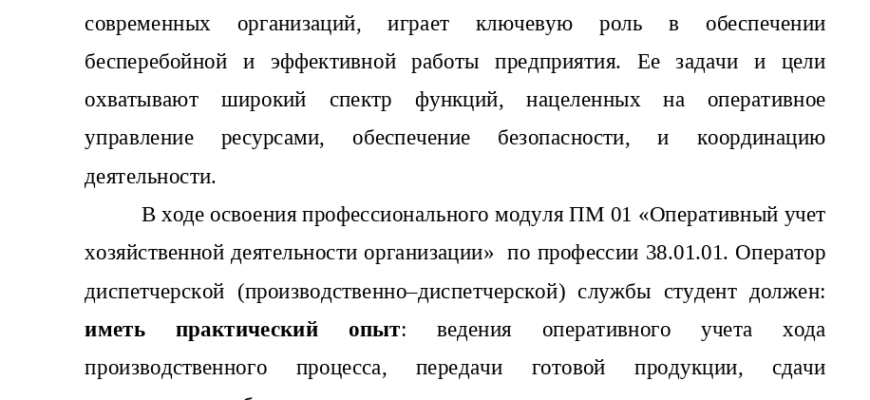 современных организаций, играет ключевую роль в обеспечении
бесперебойной и эффективной работы предприятия. Ее задачи и цели
охватывают широкий спектр функций, нацеленных на оперативное
управление ресурсами, обеспечение безопасности, и координацию
деятельности.
В ходе освоения профессионального модуля ПМ 01 «Оперативный учет
хозяйственной деятельности организации» по профессии 38.01.01. Оператор
диспетчерской (производственно–диспетчерской) службы студент должен:
иметь практический опыт: ведения оперативного учета хода
производственного процесса, передачи готовой продукции, сдачи